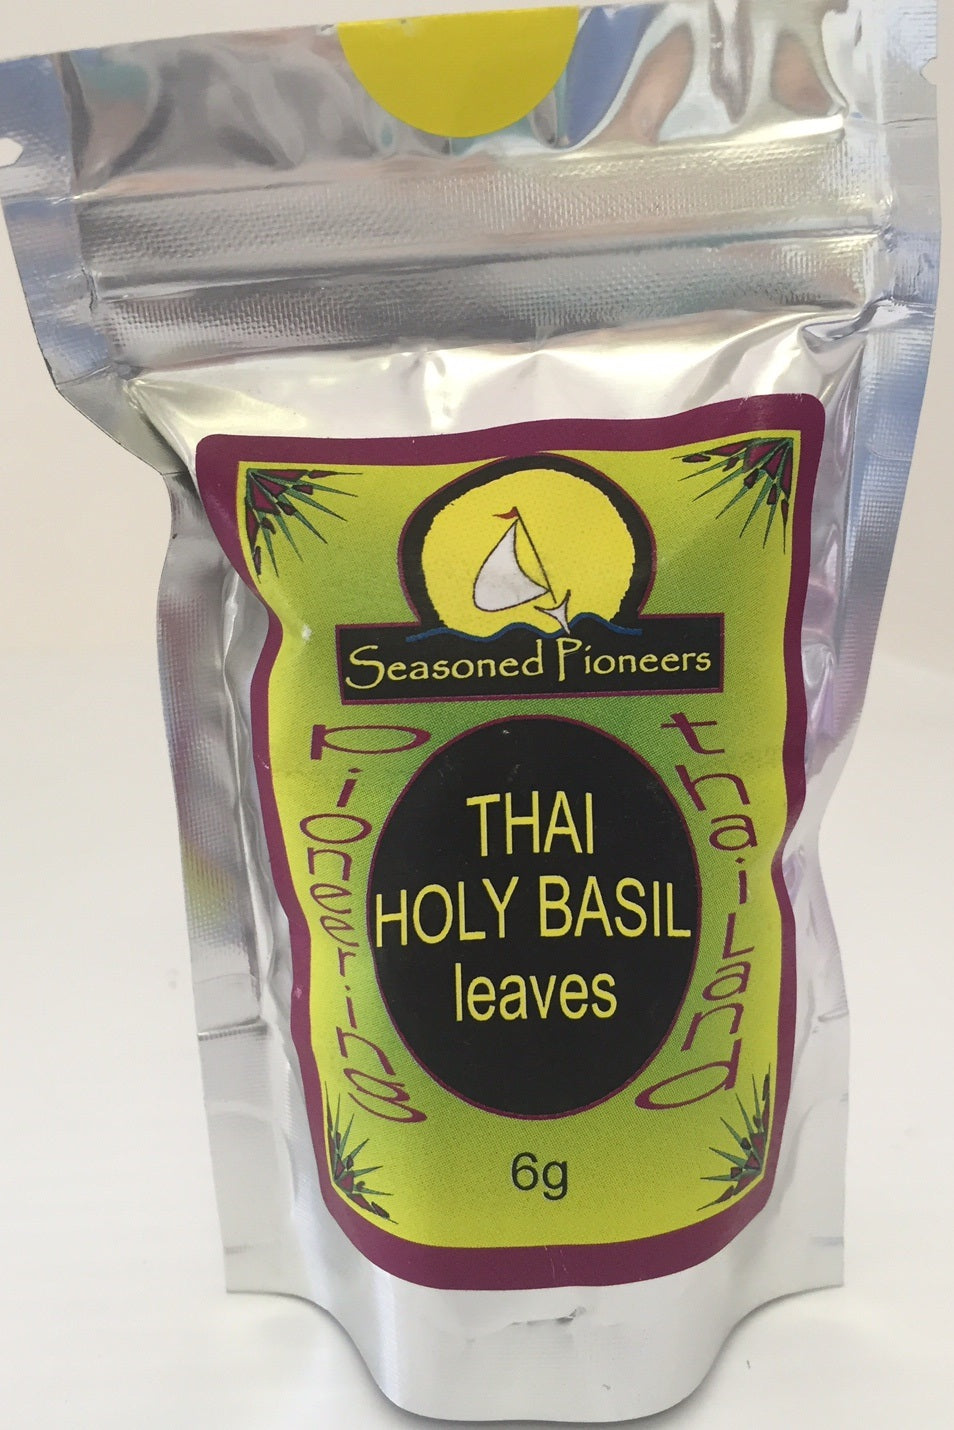 Seasoned Pioneers
pioneering
thailand
THAI
HOLY BASIL
leaves
6g